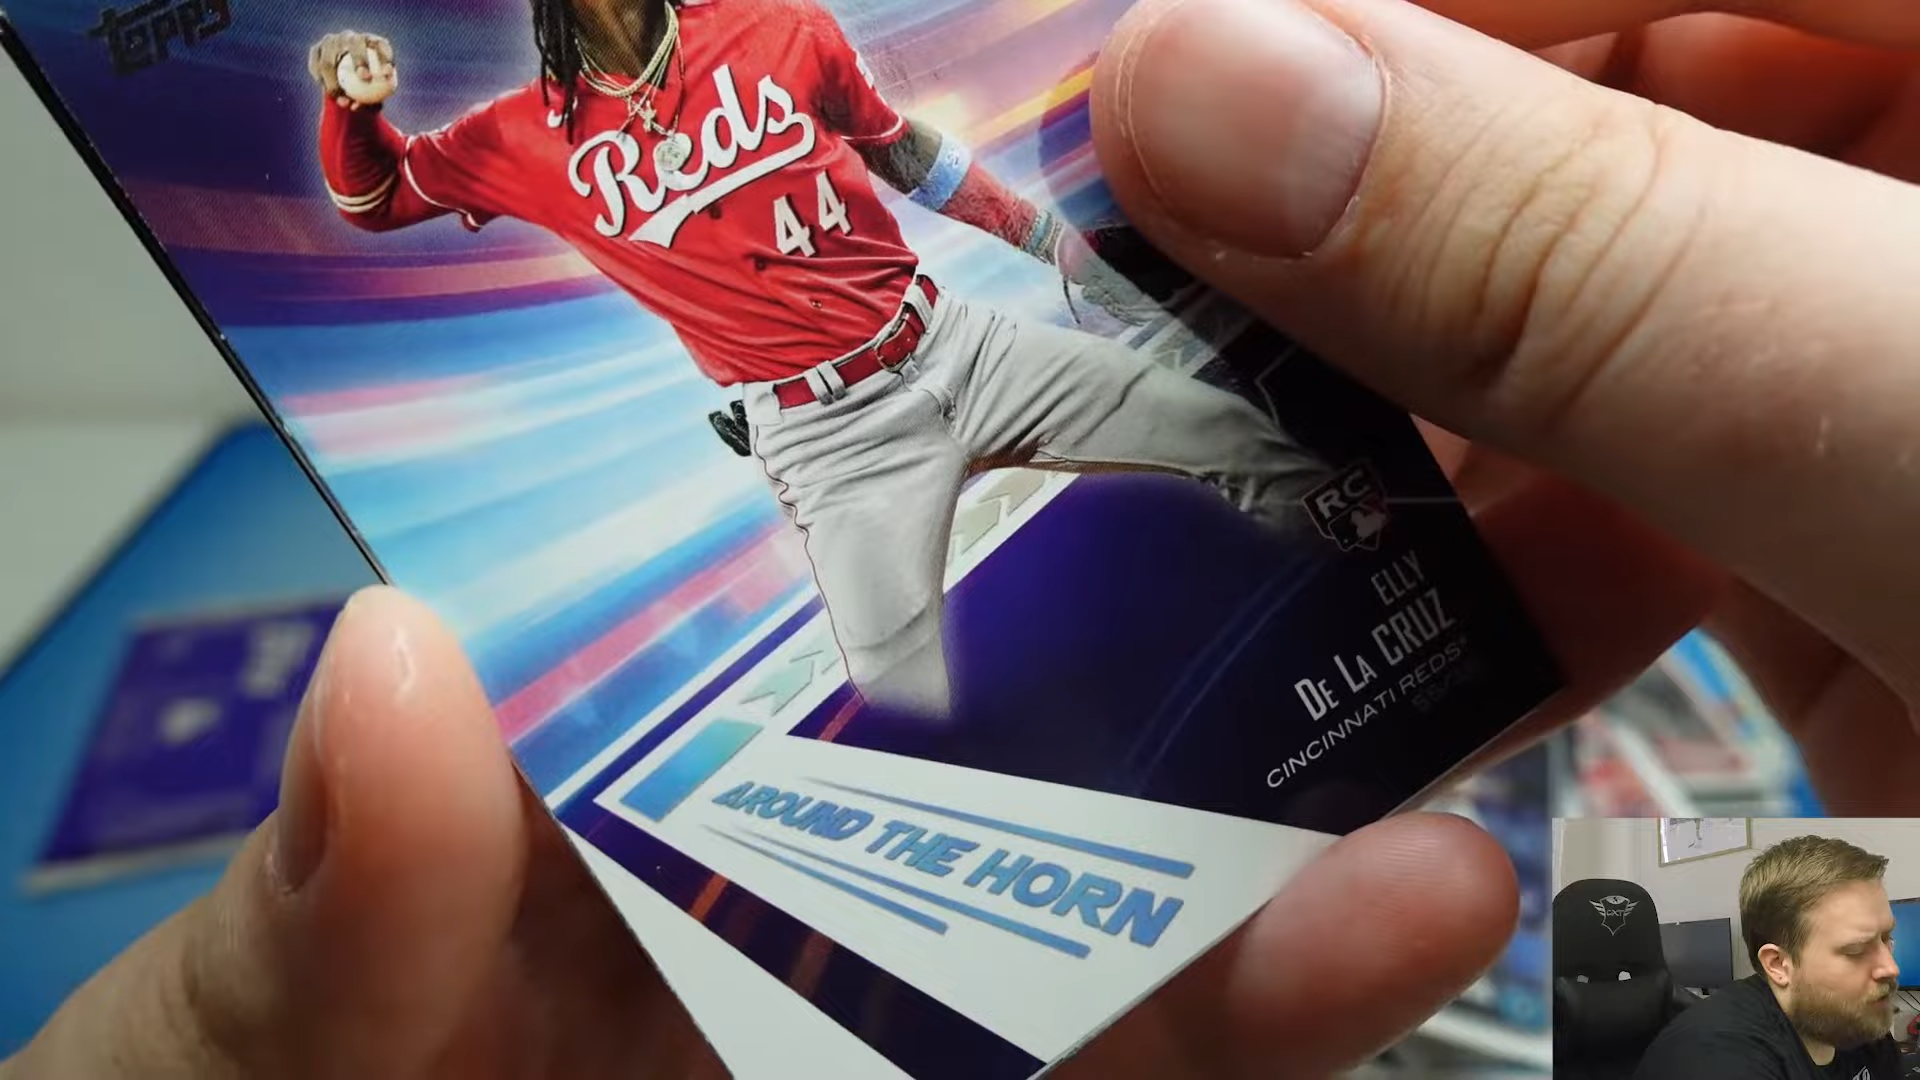 TOPPS
Reds
44
RC
ELLY
DE LA CRUZ
CINCINNATI REDS
AROUND THE HORN